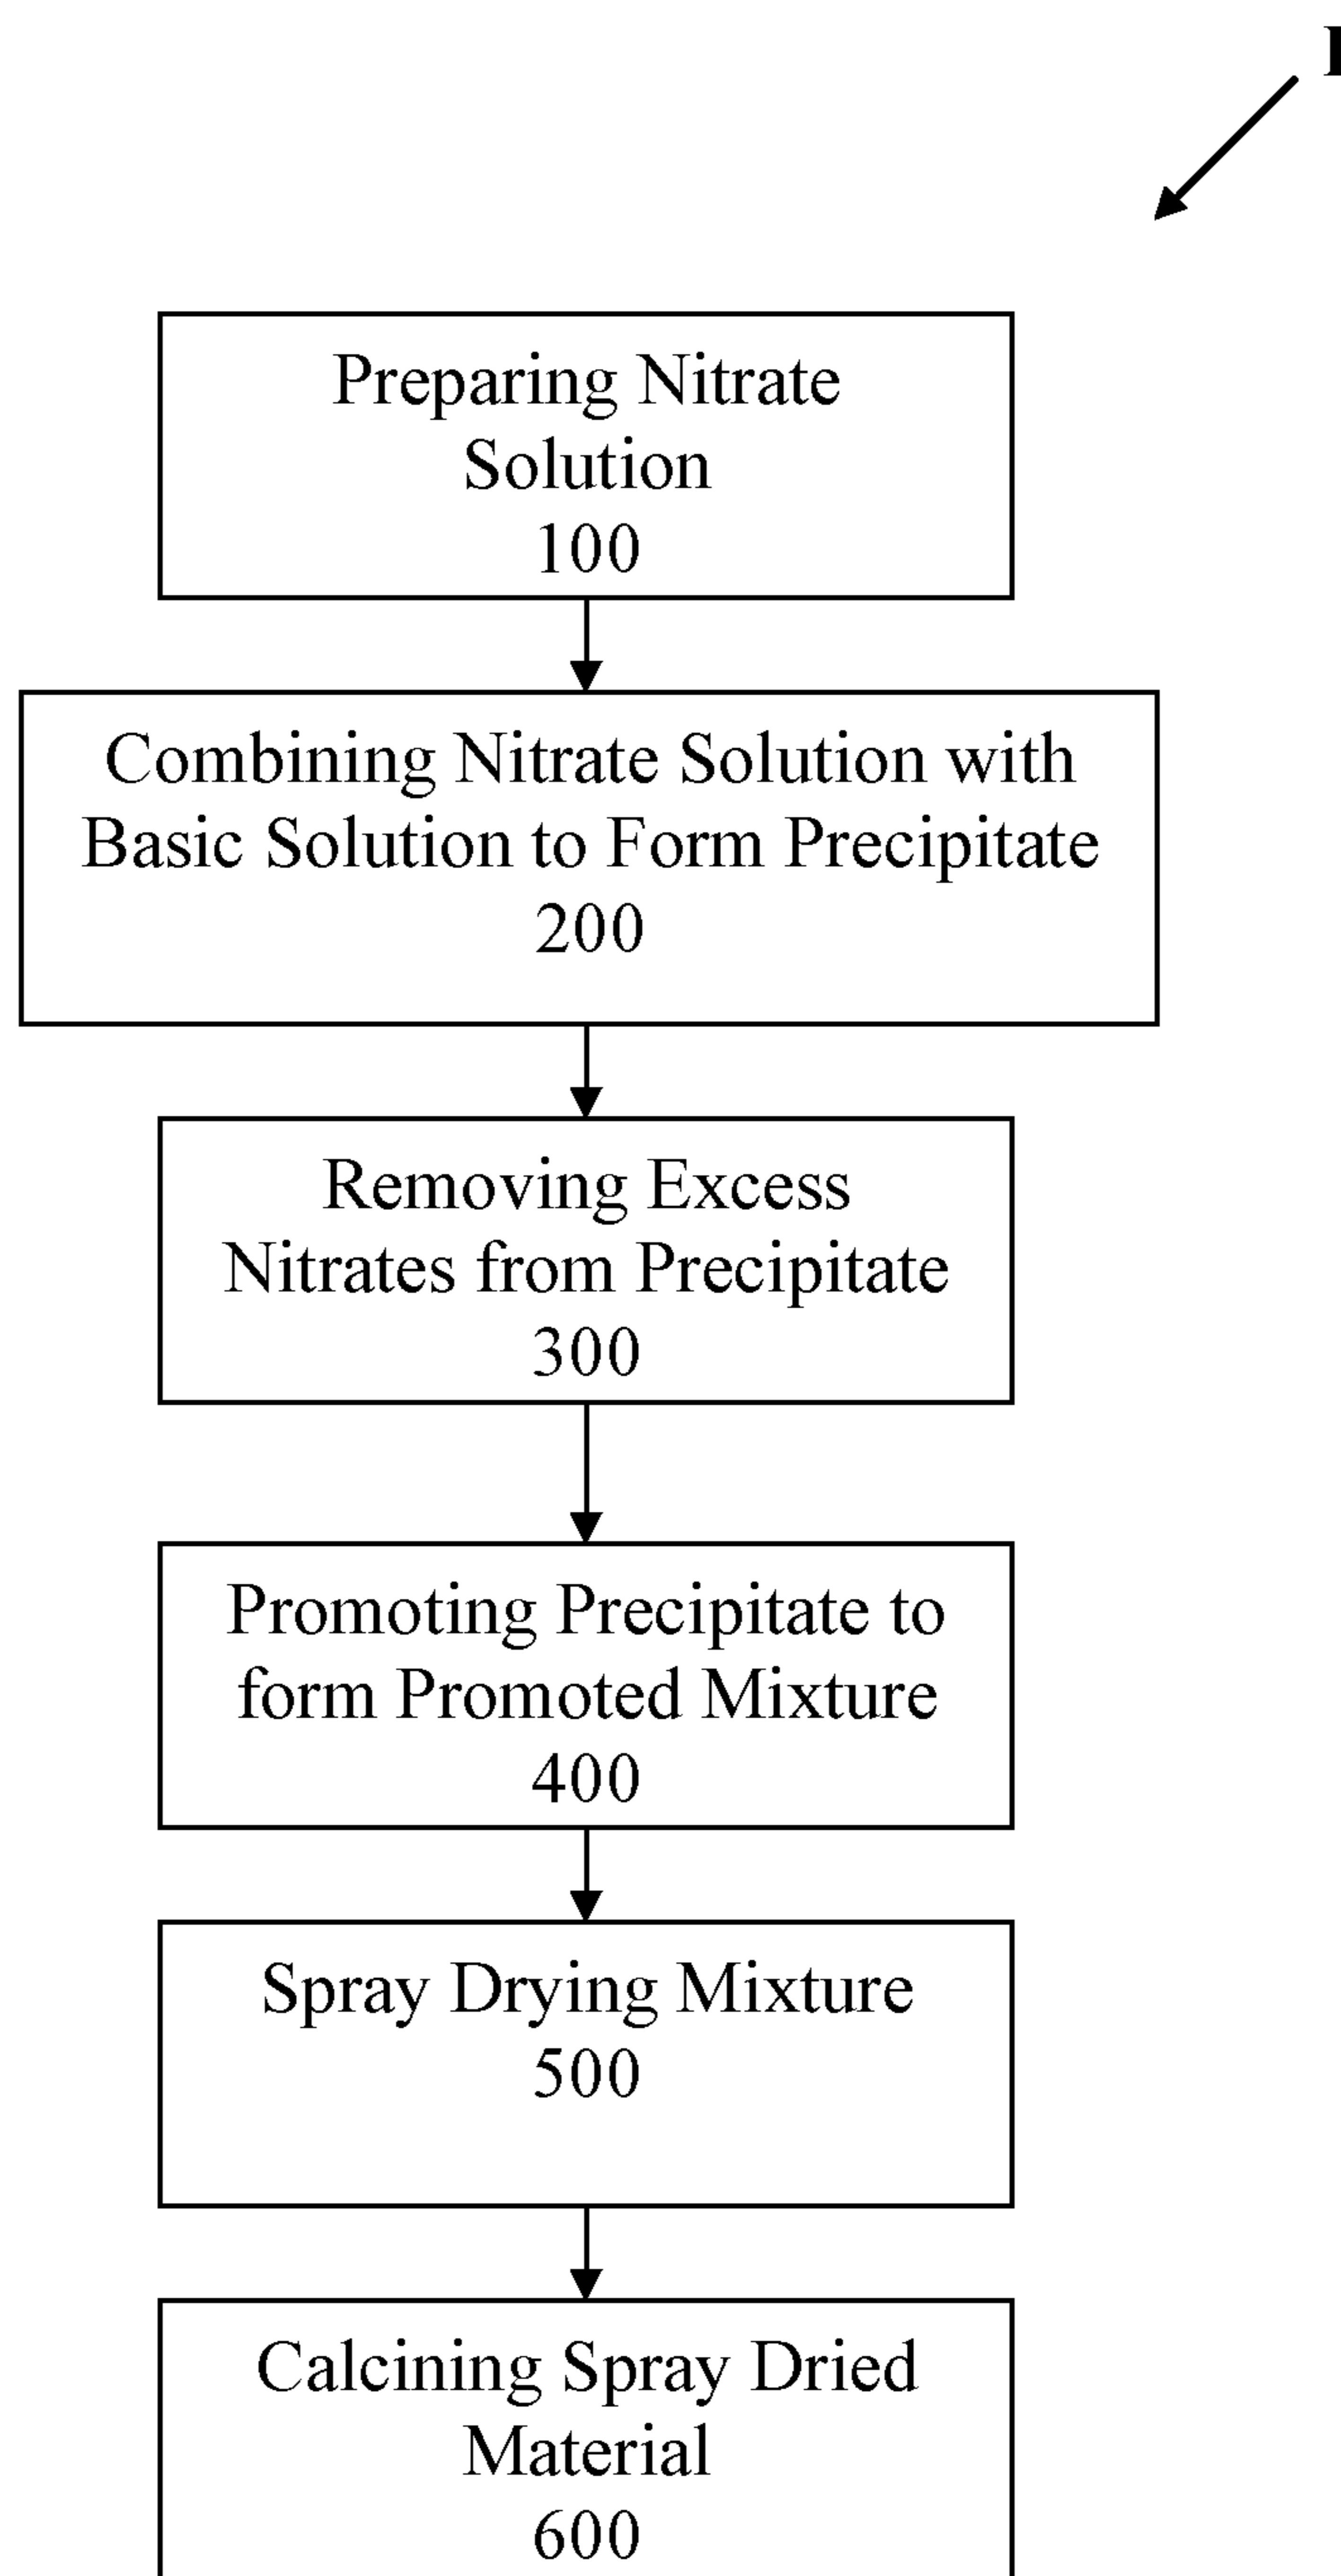 Preparing Nitrate
Solution
100
Combining Nitrate Solution with
Basic Solution to Form Precipitate
200
Removing Excess
Nitrates from Precipitate
300
Promoting Precipitate to
form Promoted Mixture
400
Spray Drying Mixture
500
Calcining Spray Dried
Material
600